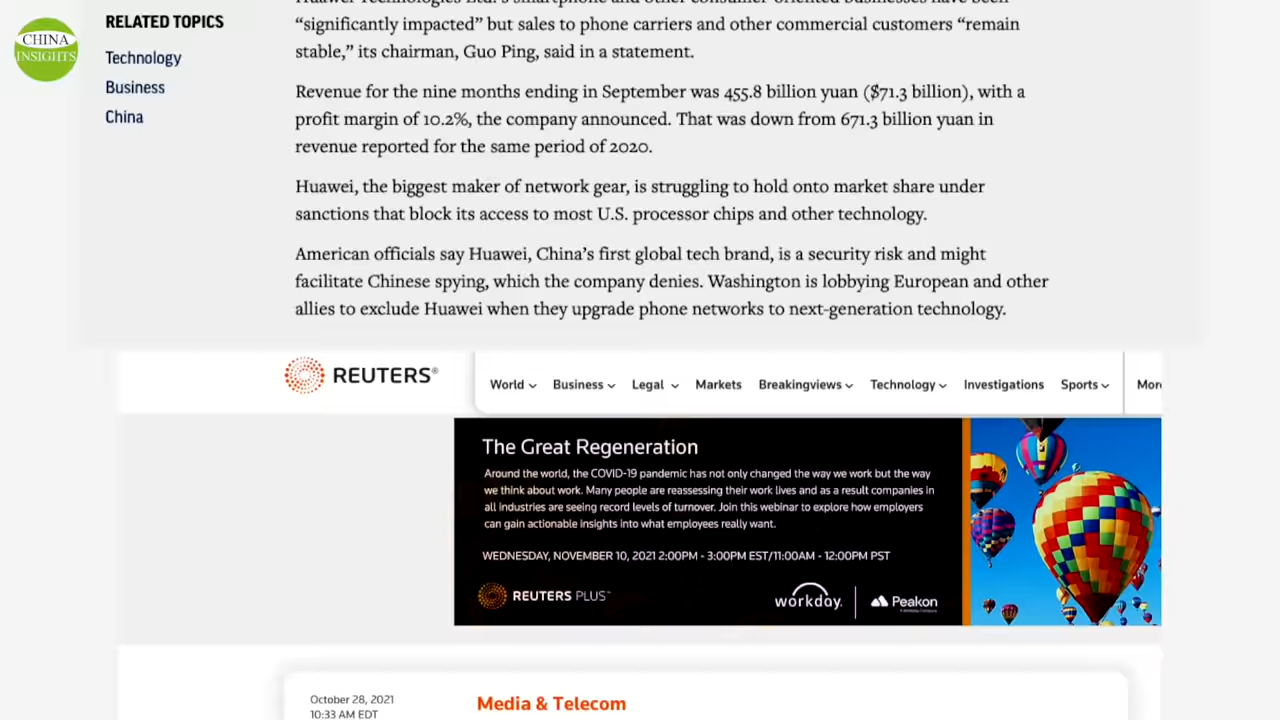 CHINA
INSIGHTS
RELATED TOPICS
Technology
Business
China
“significantly impacted” but sales to phone carriers and other commercial customers “remain
stable,” its chairman, Guo Ping, said in a statement.
Revenue for the nine months ending in September was 455.8 billion yuan ($71.3 billion), with a
profit margin of 10.2%, the company announced. That was down from 671.3 billion yuan in
revenue reported for the same period of 2020.
Huawei, the biggest maker of network gear, is struggling to hold onto market share under
sanctions that block its access to most U.S. processor chips and other technology.
American officials say Huawei, China’s first global tech brand, is a security risk and might
facilitate Chinese spying, which the company denies. Washington is lobbying European and other
allies to exclude Huawei when they upgrade phone networks to next-generation technology.
REUTERS®
World Business Legal Markets Breakingviews Technology Investigations Sports More
The Great Regeneration
Around the world, the COVID-19 pandemic has not only changed the way we work but the way
we think about work. Many people are reassessing their work lives and as a result companies in
all industries are seeing record levels of turnover. Join this webinar to explore how employers
can gain actionable insights into what employees really want.
WEDNESDAY, NOVEMBER 10, 2021 2:00PM - 3:00PM EST/11:00AM - 12:00PM PST
REUTERS PLUS™
workday.
Peakon
October 28, 2021
10:33 AM EDT
Media & Telecom